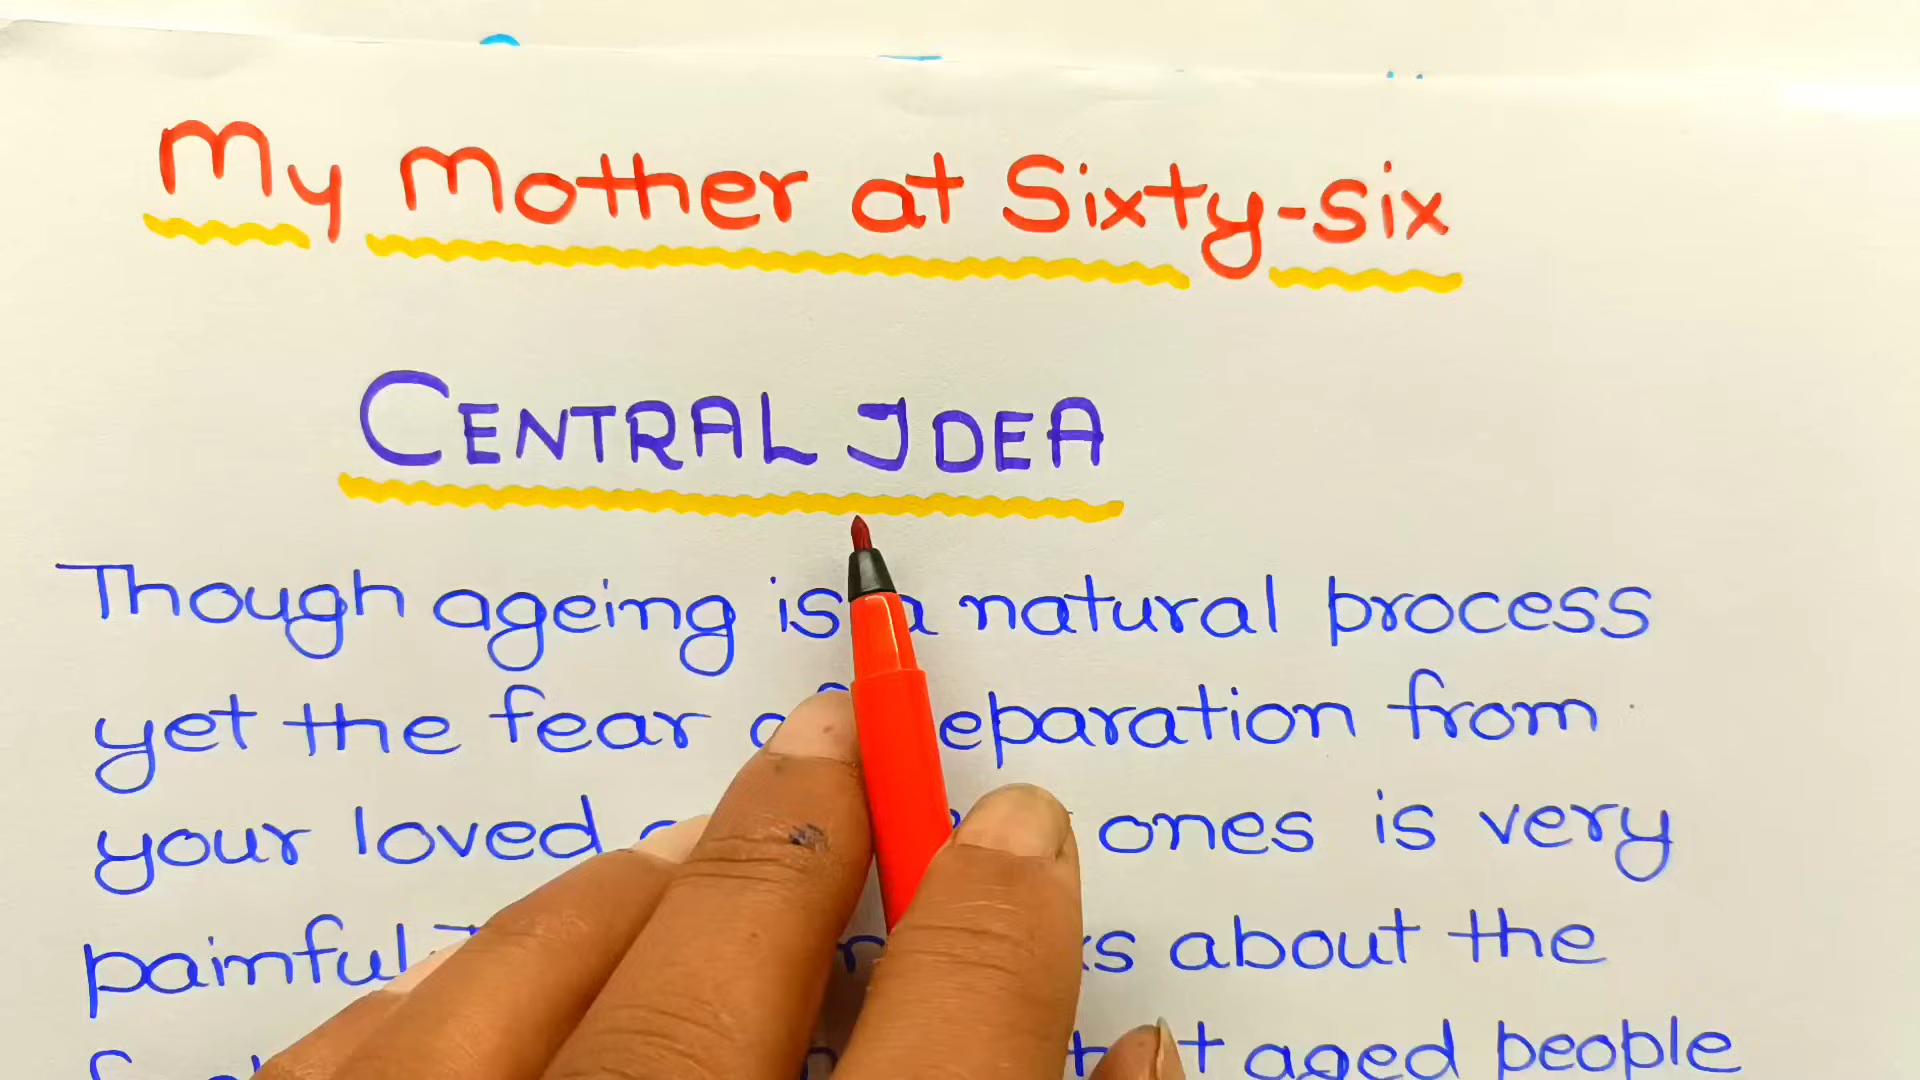 My Mother at Sixty-six
CENTRAL IDEA
Though ageing is a natural process
yet the fear separation from
your loved ones is very
painful about the
aged people